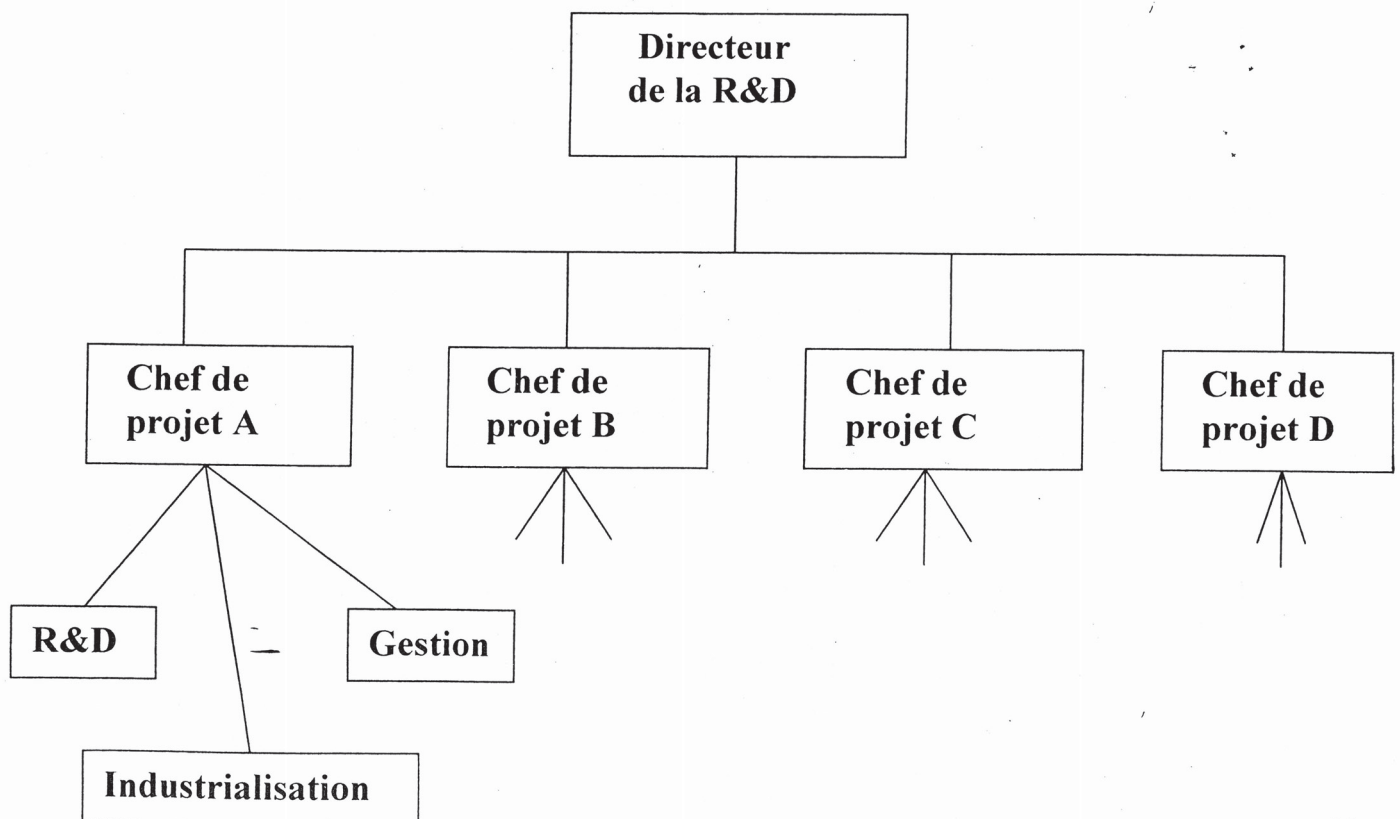 Directeur
de la R&D
Chef de
projet A
Chef de
projet B
Chef de
projet C
Chef de
projet D
R&D
Gestion
Industrialisation